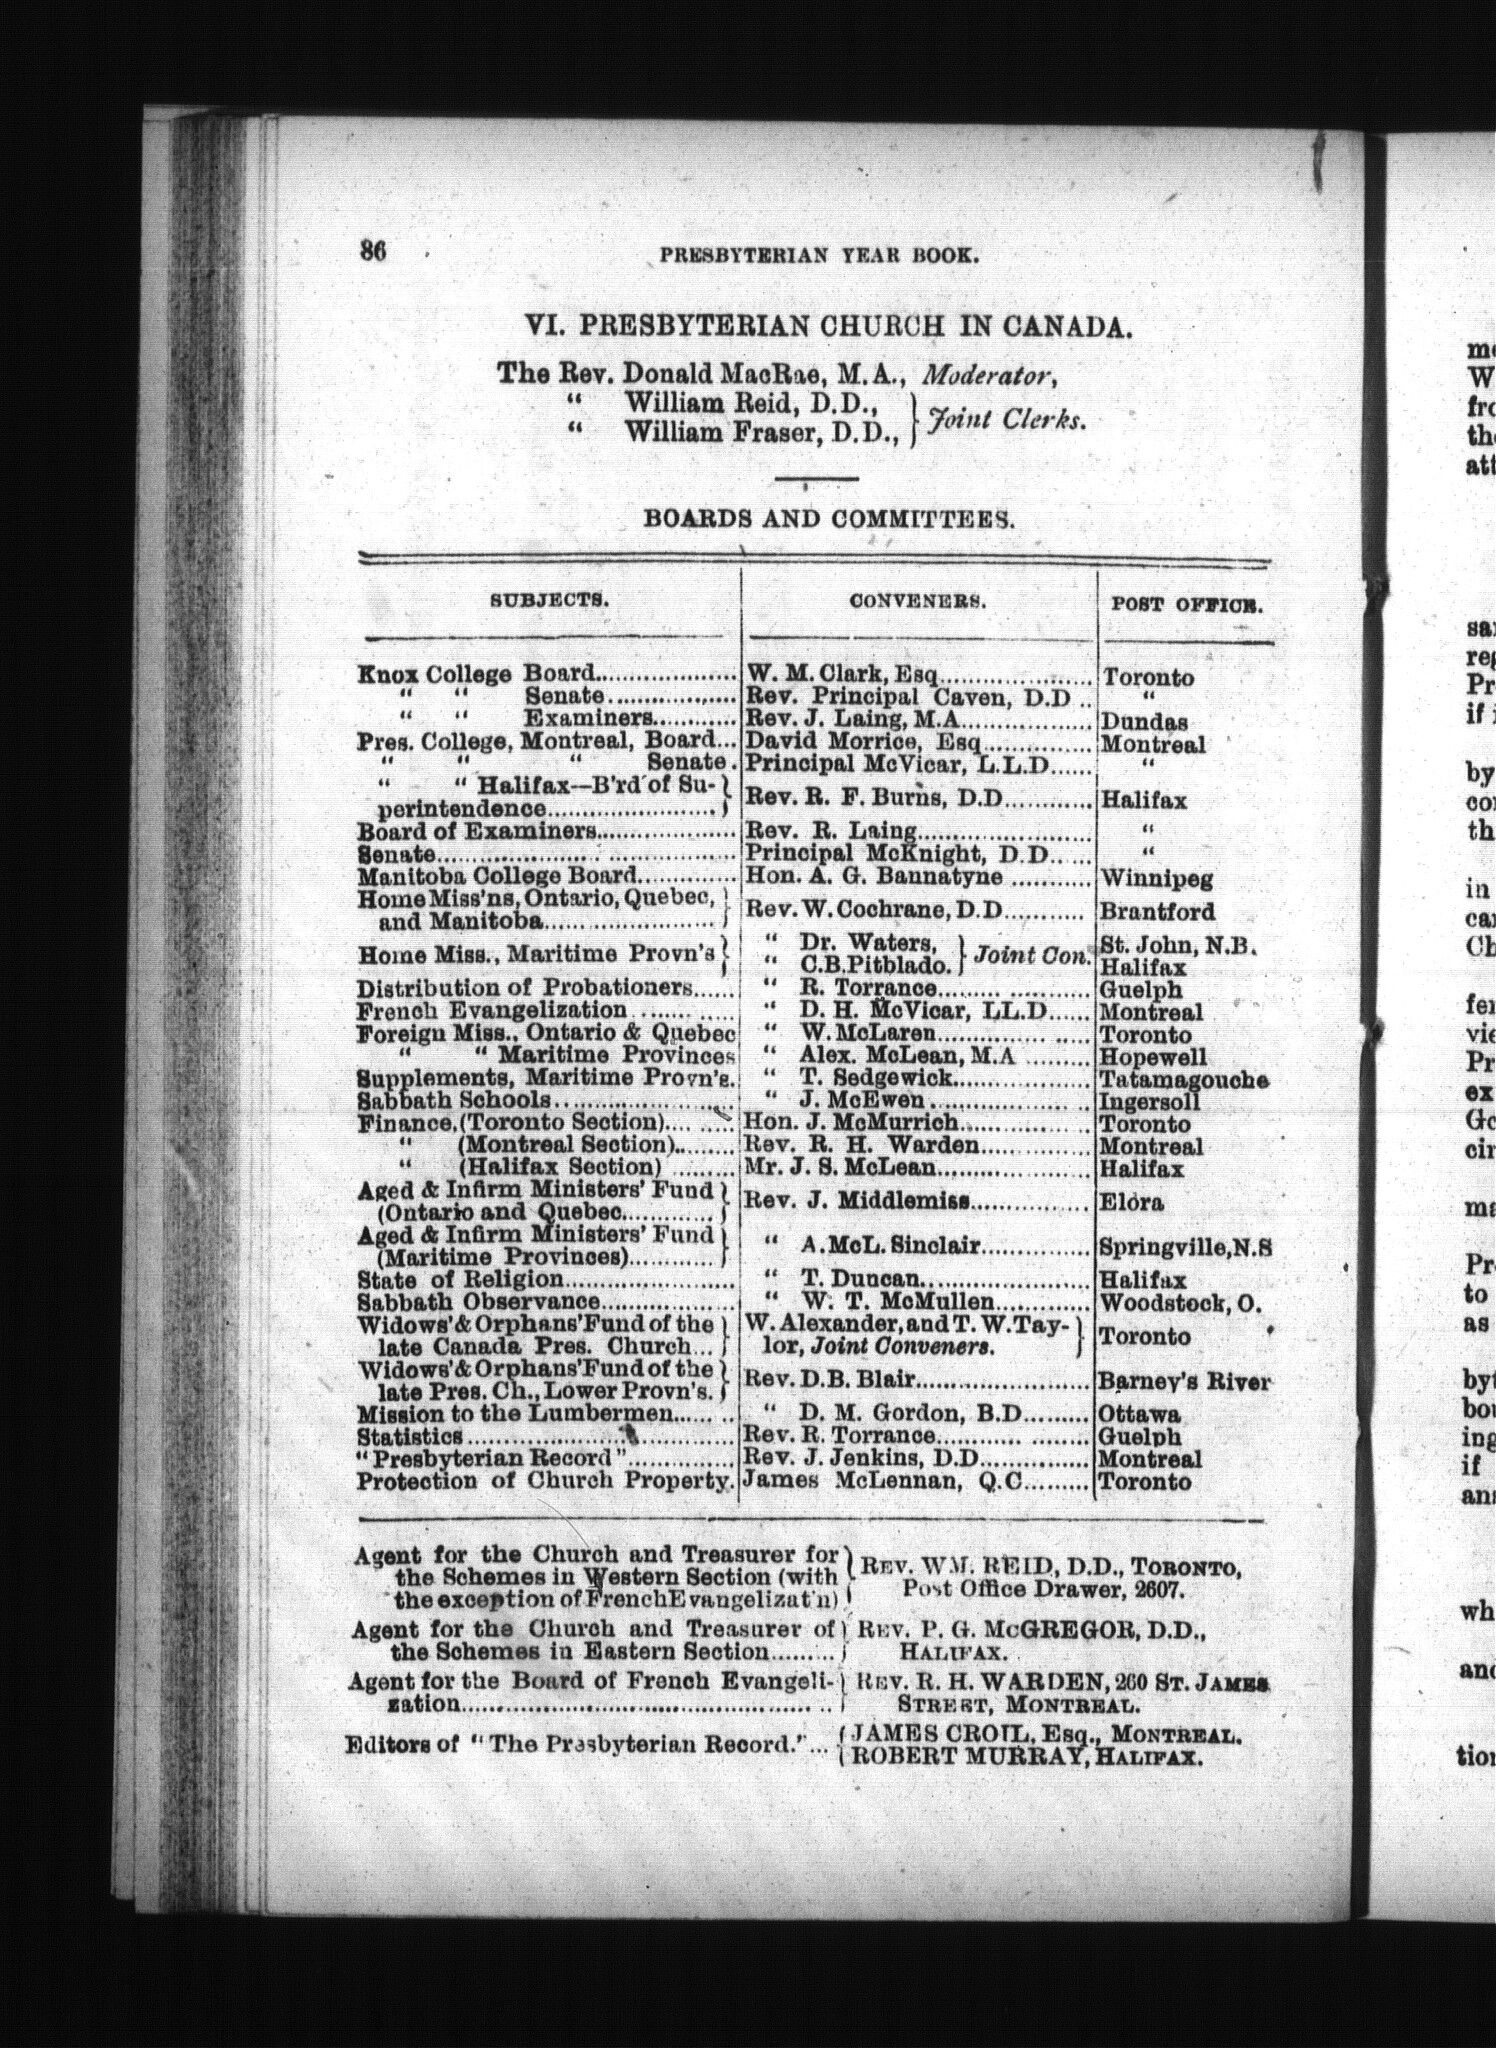 86 PRESBYTERIAN YEAR BOOK.
VI. PRESBYTERIAN CHURCH IN CANADA.
The Rev. Donald MacRae, M.A., Moderator,
“ William Reid, D.D., } Joint Clerks.
“ William Fraser, D.D.,
BOARDS AND COMMITTEES.
SUBJECTS. CONVENERS. POST OFFICE.
Knox College Board.................... W. M. Clark, Esq..................... Toronto
“ “ Senate................ Rev. Principal Caven, D.D .. “
“ “ Examiners........... Rev. J. Laing, M.A................ Dundas
Pres. College, Montreal, Board... David Morrice, Esq.............. Montreal
“ “ “ Senate. Principal McVicar, L.L.D...... “
“ “ Halifax—B'rd of Su- }
perintendence....................... Rev. R. F. Burns, D.D............ Halifax
Board of Examiners.................. Rev. R. Laing....................... “
Senate................................... Principal McKnight, D.D...... “
Manitoba College Board............. Hon. A. G. Bannatyne ........... Winnipeg
Home Miss'ns, Ontario, Quebec, }
and Manitoba........................ Rev. W. Cochrane, D.D........... Brantford
Home Miss., Maritime Provn's } “ Dr. Waters, } Joint Con. St. John, N.B.
“ C.B.Pitblado. Halifax
Distribution of Probationers...... “ R. Torrance..................... Guelph
French Evangelization ............. “ D. H. McVicar, LL.D...... Montreal
Foreign Miss., Ontario & Quebec “ W. McLaren.................... Toronto
“ “ Maritime Provinces “ Alex. McLean, M.A ........ Hopewell
Supplements, Maritime Provn's. “ T. Sedgewick.................. Tatamagouche
Sabbath Schools........................ “ J. McEwen..................... Ingersoll
Finance, (Toronto Section)......... Hon. J. McMurrich................ Toronto
“ (Montreal Section)......... Rev. R. H. Warden............... Montreal
“ (Halifax Section) ......... Mr. J. S. McLean................... Halifax
Aged & Infirm Ministers' Fund }
(Ontario and Quebec............ Rev. J. Middlemiss............... Elora
Aged & Infirm Ministers' Fund }
(Maritime Provinces)........... “ A. McL. Sinclair.............. Springville, N.S
State of Religion...................... “ T. Duncan...................... Halifax
Sabbath Observance.................. “ W. T. McMullen............ Woodstock, O.
Widows' & Orphans' Fund of the } W. Alexander, and T. W. Tay- }
late Canada Pres. Church... lor, Joint Conveners. Toronto
Widows' & Orphans' Fund of the }
late Pres. Ch., Lower Provn's. Rev. D.B. Blair...................... Barney's River
Mission to the Lumbermen........ “ D. M. Gordon, B.D......... Ottawa
Statistics................................ Rev. R. Torrance................... Guelph
“Presbyterian Record”.............. Rev. J. Jenkins, D.D.............. Montreal
Protection of Church Property. James McLennan, Q.C......... Toronto
Agent for the Church and Treasurer for } REV. WM. REID, D.D., TORONTO,
the Schemes in Western Section (with Post Office Drawer, 2607.
the exception of French Evangelizat'n)
Agent for the Church and Treasurer of } REV. P. G. McGREGOR, D.D.,
the Schemes in Eastern Section......... HALIFAX.
Agent for the Board of French Evangeli- } REV. R. H. WARDEN, 260 ST. JAMES
zation............................................. STREET, MONTREAL.
Editors of “The Presbyterian Record.”... { JAMES CROIL, Esq., MONTREAL.
ROBERT MURRAY, HALIFAX.